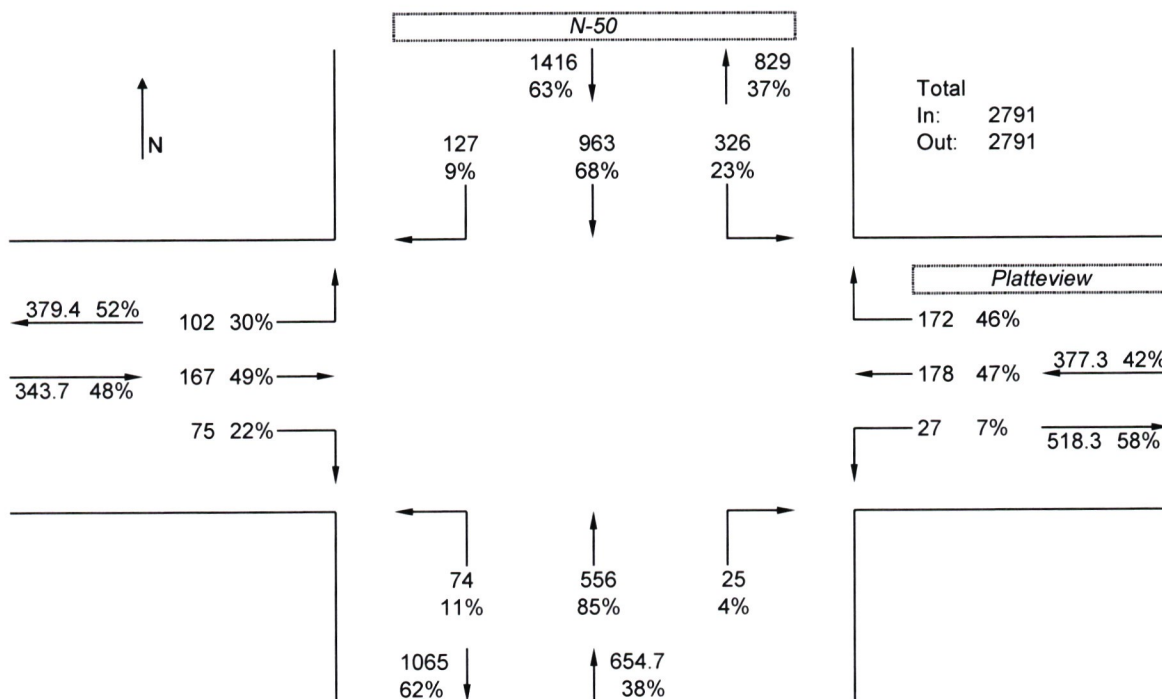 N-50
1416 829
63% 37%
Total
In: 2791
Out: 2791
N
127 963 326
9% 68% 23%
Platteview
379.4 52%
102 30%
172 46%
343.7 48%
167 49%
178 47%
377.3 42%
75 22%
27 7%
518.3 58%
74 556 25
11% 85% 4%
1065 654.7
62% 38%